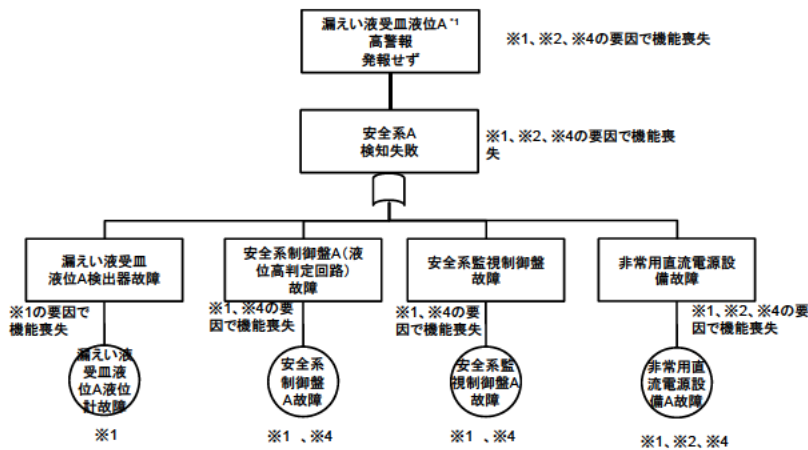 漏えい液受皿液位A*1
高警報
発報せず
※1、※2、※4の要因で機能喪失
安全系A
検知失敗
※1、※2、※4の要因で機能喪
失
漏えい液受皿
液位A検出器故障
安全系制御盤A(液
位高判定回路)
故障
安全系監視制御盤
故障
非常用直流電源設
備故障
※1の要因で
機能喪失
※1、※4の要
因で機能喪失
※1、※4の要
因で機能喪失
※1、※2、※4の要
因で機能喪失
漏えい液
受皿液
位A液位
計故障
安全系
制御盤
A故障
安全系監
視制御盤A
故障
非常用直
流電源設
備A故障
※1
※1 、※4
※1 、※4
※1、※2、※4